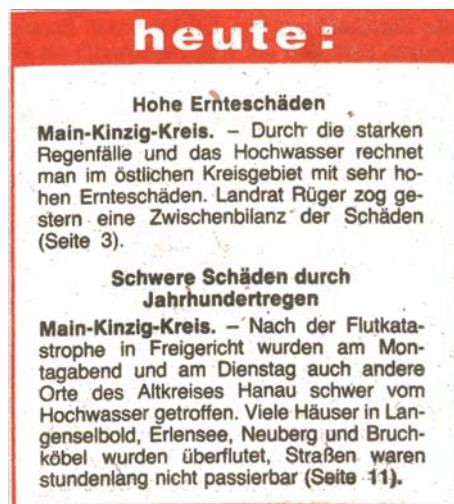 heute:
Hohe Ernteschäden
Main-Kinzig-Kreis. – Durch die starken
Regenfälle und das Hochwasser rechnet
man im östlichen Kreisgebiet mit sehr ho-
hen Ernteschäden. Landrat Rüger zog ge-
stern eine Zwischenbilanz der Schäden
(Seite 3).
Schwere Schäden durch
Jahrhundertregen
Main-Kinzig-Kreis. – Nach der Flutkata-
strophe in Freigericht wurden am Mon-
tagabend und am Dienstag auch andere
Orte des Altkreises Hanau schwer vom
Hochwasser getroffen. Viele Häuser in Lan-
genselbold, Erlensee, Neuberg und Bruch-
köbel wurden überflutet, Straßen waren
stundenlang nicht passierbar (Seite 11).